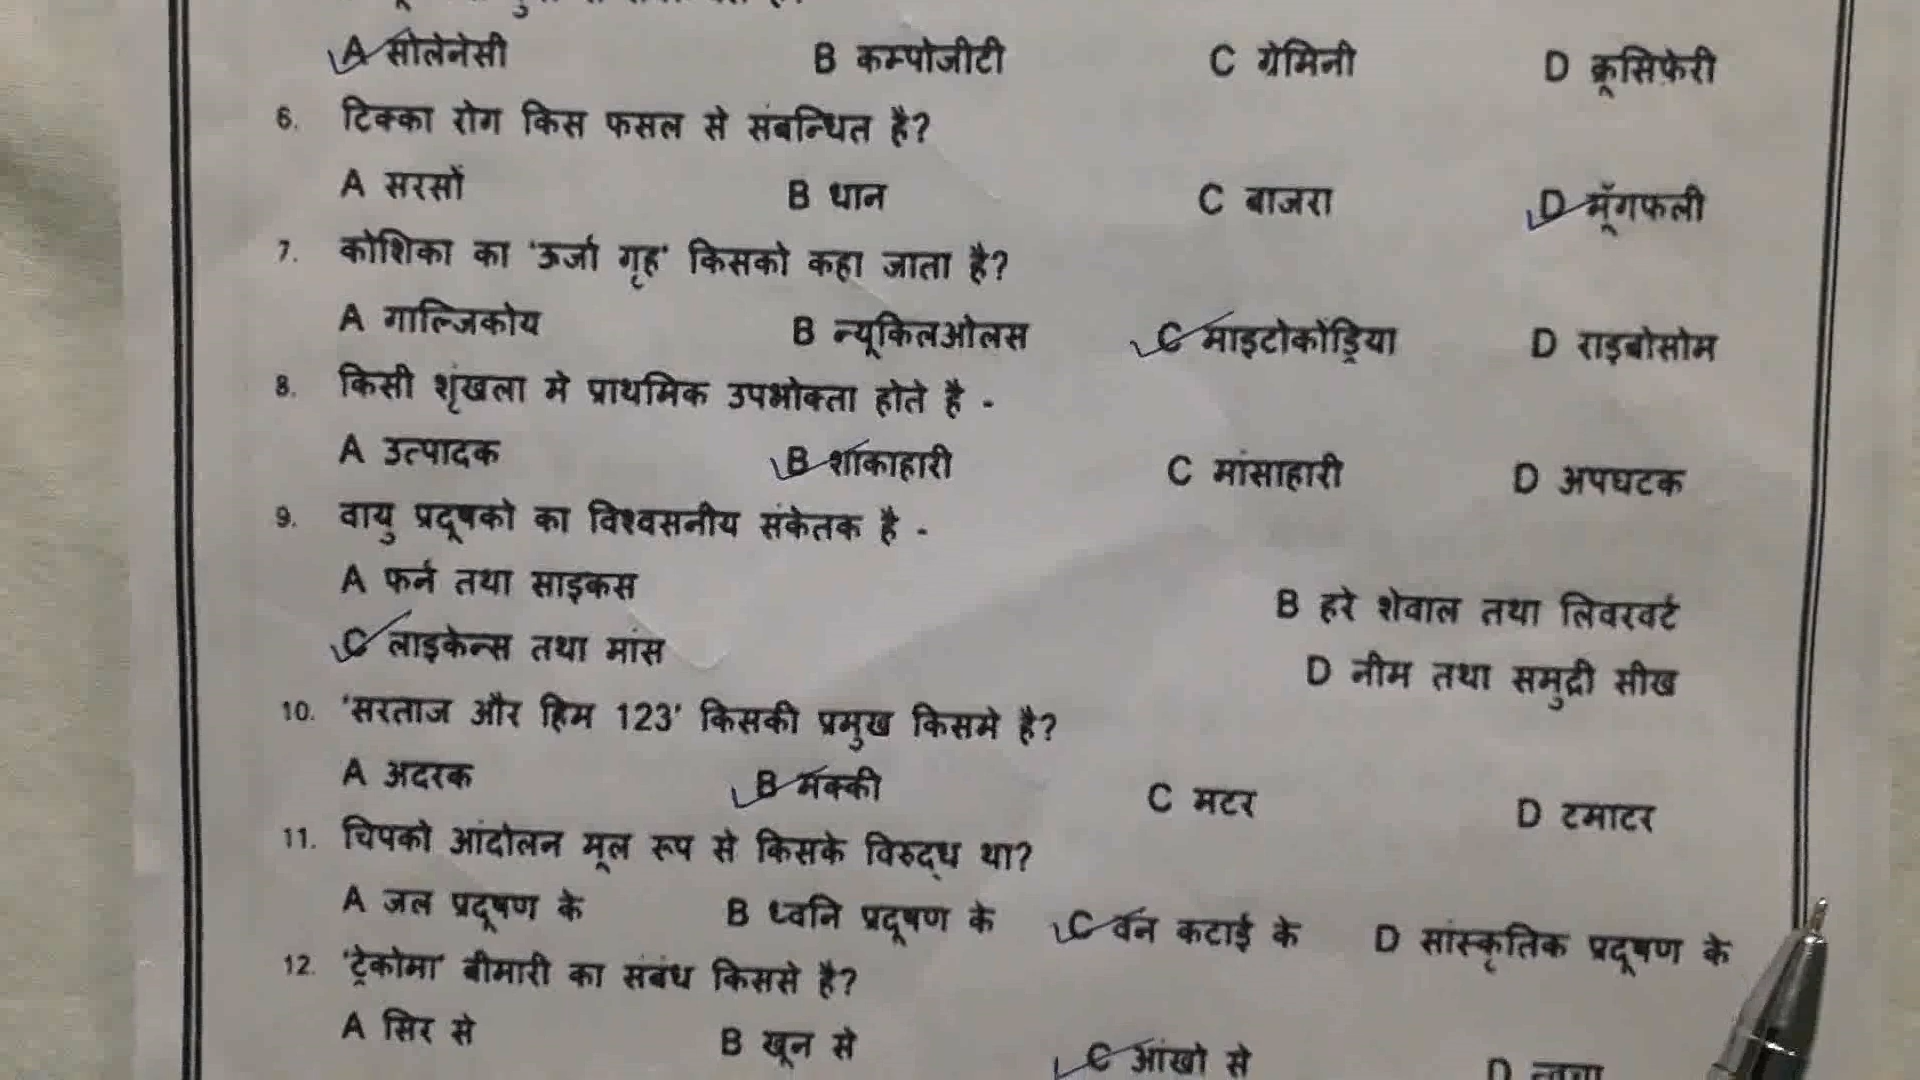 A सोलेनेसी B कम्पोजीटी C ग्रेमिनी D क्रूसिफेरी
6. टिक्का रोग किस फसल से संबन्धित है?
A सरसों B धान C बाजरा D मूँगफली
7. कोशिका का 'ऊर्जा गृह' किसको कहा जाता है?
A गाल्जिकोय B न्यूकिलओलस C माइटोकोंड्रिया D राइबोसोम
8. किसी शृंखला मे प्राथमिक उपभोक्ता होते है -
A उत्पादक B शाकाहारी C मांसाहारी D अपघटक
9. वायु प्रदूषको का विश्वसनीय संकेतक है -
A फर्न तथा साइकस B हरे शेवाल तथा लिवरवर्ट
C लाइकेन्स तथा मांस D नीम तथा समुद्री सीख
10. 'सरताज और हिम 123' किसकी प्रमुख किसमे है?
A अदरक B मक्की C मटर D टमाटर
11. चिपको आंदोलन मूल रूप से किसके विरुद्ध था?
A जल प्रदूषण के B ध्वनि प्रदूषण के C वन कटाई के D सांस्कृतिक प्रदूषण के
12. 'ट्रेकोमा' बीमारी का संबंध किससे है?
A सिर से B खून से C आंखो से D